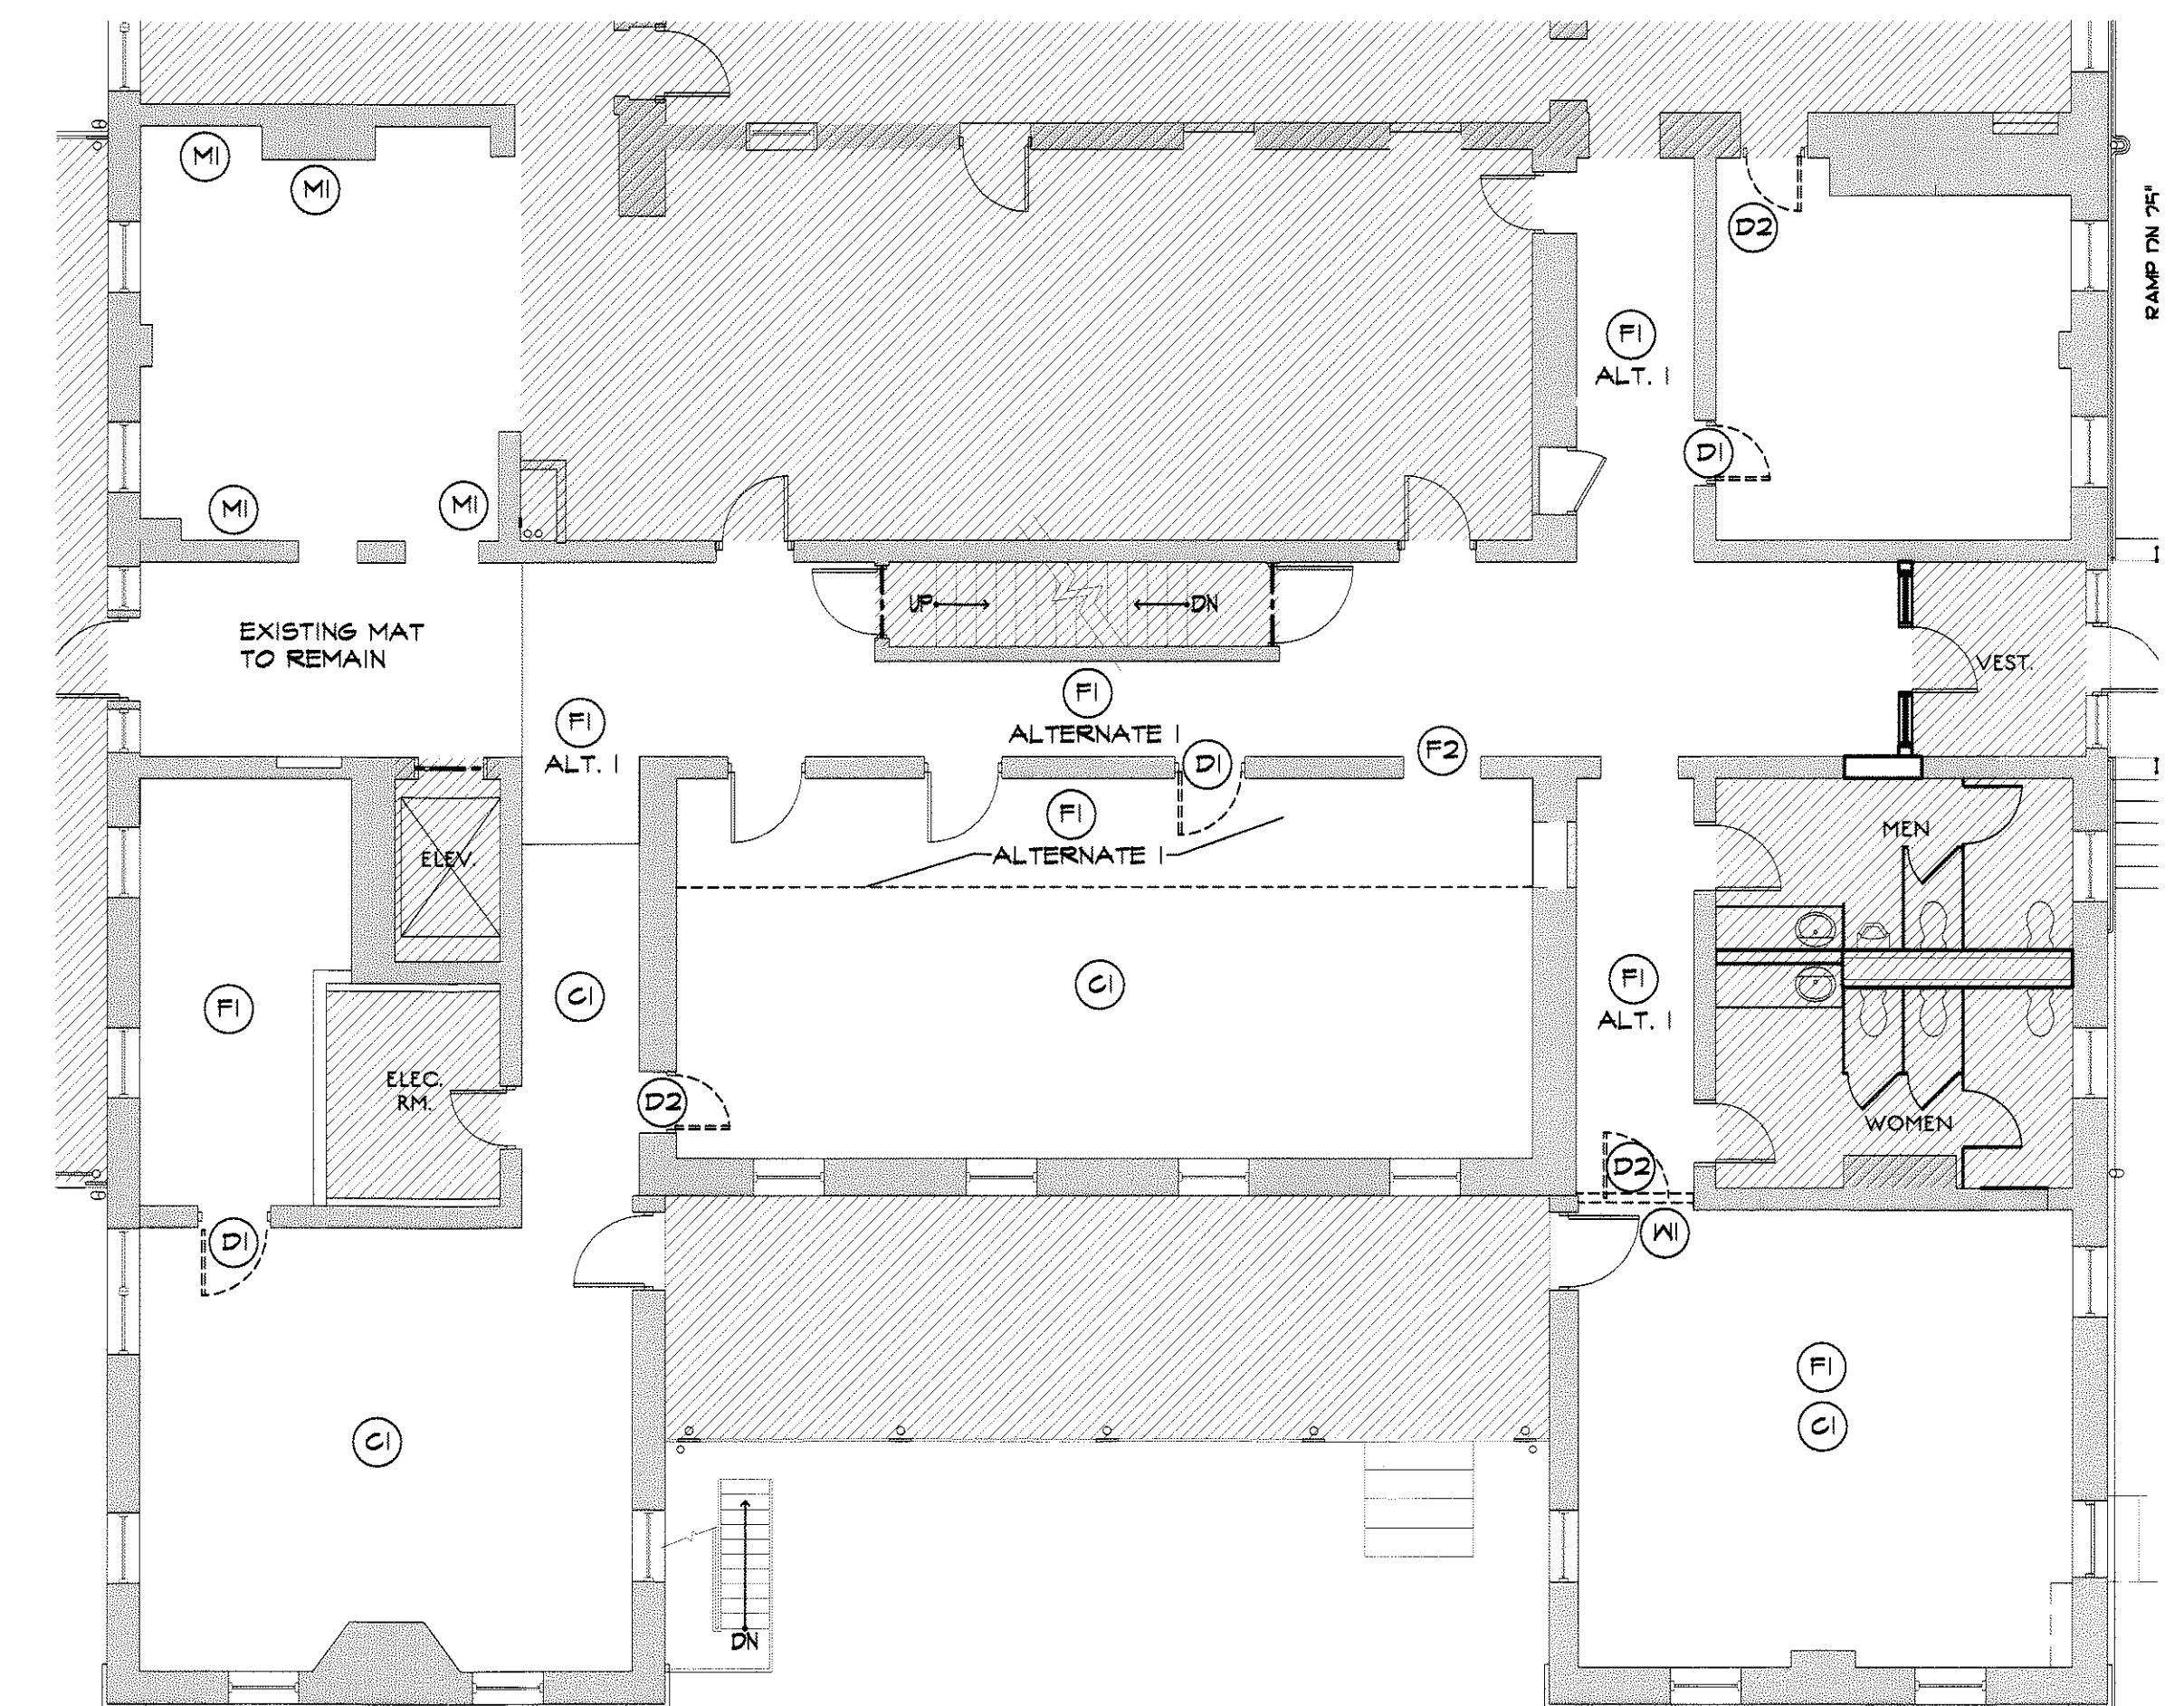 M1
M1
D2
RAMP DN 25"
F1
ALT. 1
D1
M1
M1
UP
DN
EXISTING MAT
TO REMAIN
VEST.
F1
ALT. 1
F1
ALTERNATE 1
F2
D1
F1
ALTERNATE 1
MEN
ELEV.
C1
C1
F1
ALT. 1
F1
ELEC.
RM.
D2
WOMEN
D2
D1
W1
F1
C1
C1
DN